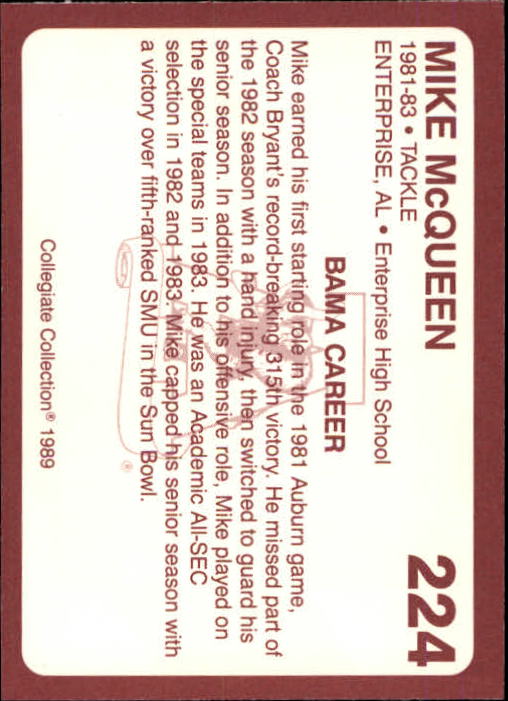 MIKE McQUEEN 224
1981-83 • TACKLE
ENTERPRISE, AL • Enterprise High School
BAMA CAREER
Mike earned his first starting role in the 1981 Auburn game,
Coach Bryant's record-breaking 315th victory. He missed part of
the 1982 season with a hand injury, then switched to guard his
senior season. In addition to his offensive role, Mike played on
the special teams in 1983. He was an Academic All-SEC
selection in 1982 and 1983. Mike capped his senior season with
a victory over fifth-ranked SMU in the Sun Bowl.
®
Collegiate Collection® 1989